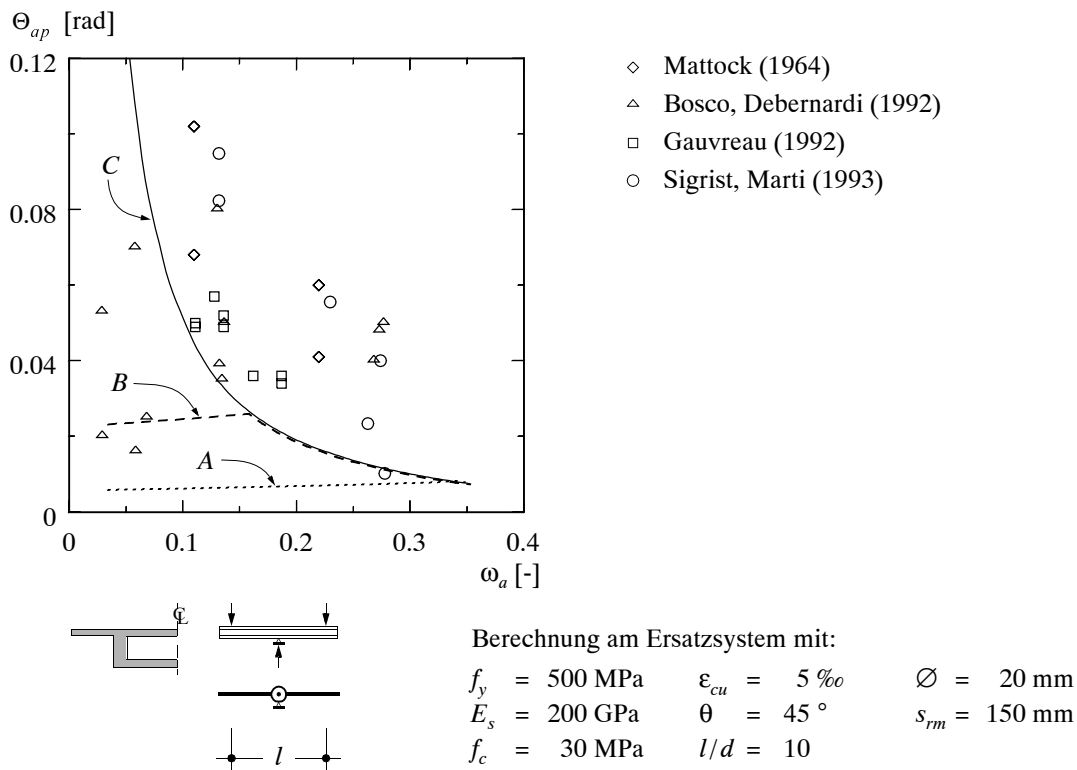 Θap [rad]
0.12
0.08
0.04
0
0 0.1 0.2 0.3 0.4
ωa [-]
C
B
A
Mattock (1964)
Bosco, Debernardi (1992)
Gauvreau (1992)
Sigrist, Marti (1993)
℄
l
Berechnung am Ersatzsystem mit:
fy = 500 MPa εcu = 5 ‰ Ø = 20 mm
Es = 200 GPa θ = 45 ° srm = 150 mm
fc = 30 MPa l/d = 10